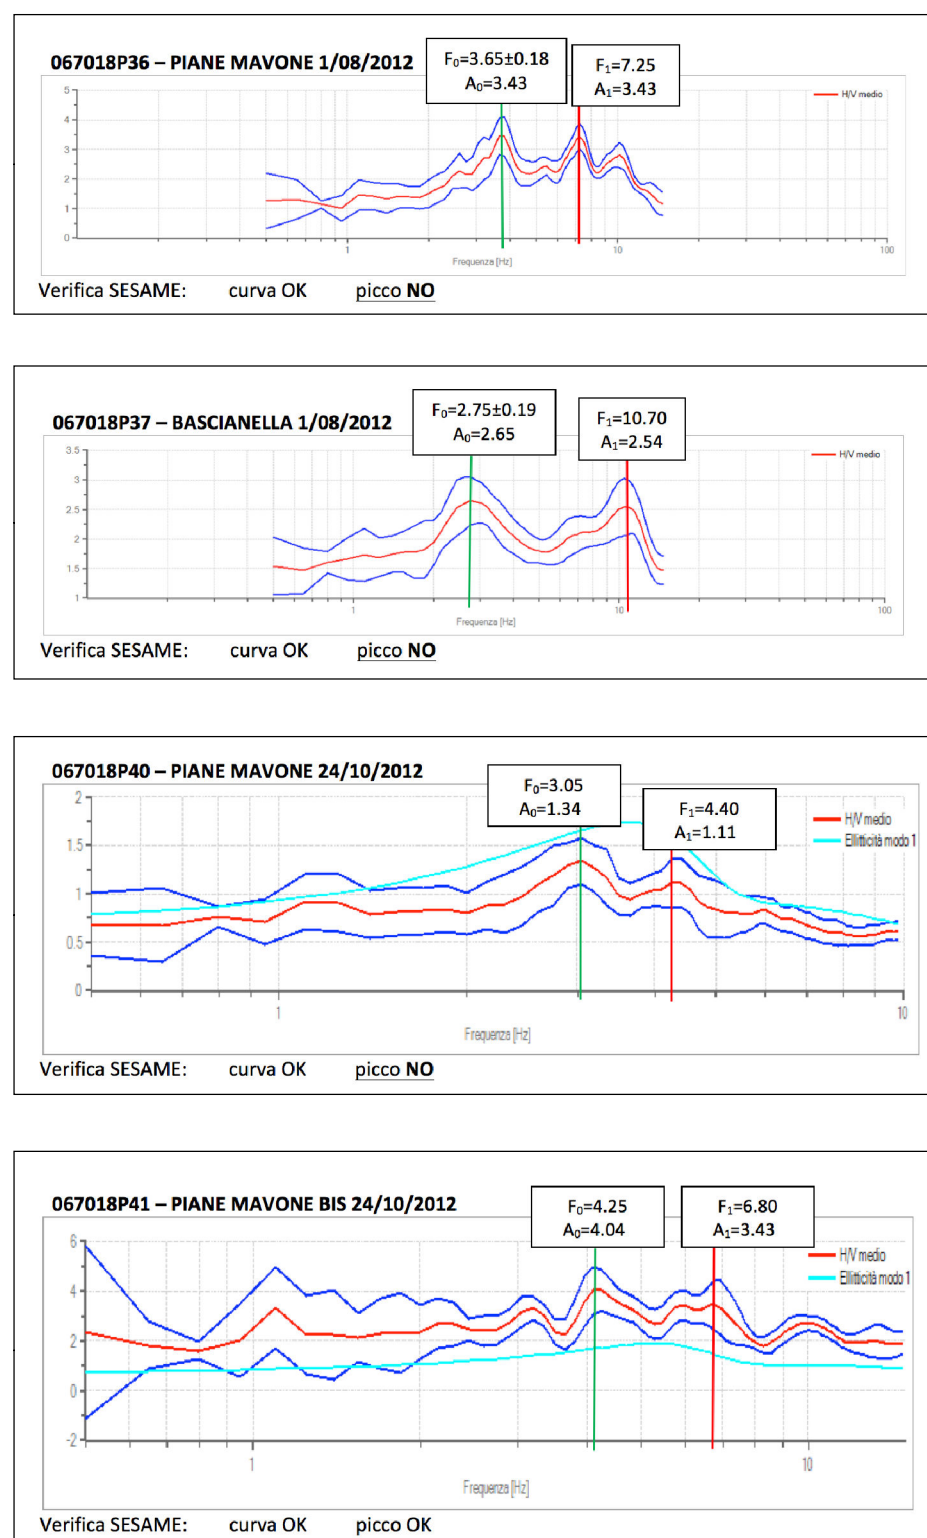 067018P36 – PIANE MAVONE 1/08/2012
F₀=3.65±0.18
A₀=3.43
F₁=7.25
A₁=3.43
H/V medio
5
4
3
2
1
0
1
10
100
Frequenza [Hz]
Verifica SESAME: curva OK picco NO
067018P37 – BASCIANELLA 1/08/2012
F₀=2.75±0.19
A₀=2.65
F₁=10.70
A₁=2.54
H/V medio
3.5
3
2.5
2
1.5
1
1
10
100
Frequenza [Hz]
Verifica SESAME: curva OK picco NO
067018P40 – PIANE MAVONE 24/10/2012
F₀=3.05
A₀=1.34
F₁=4.40
A₁=1.11
H/V medio
Ellitticità modo 1
2
1.5
1
0.5
0
1
10
Frequenza [Hz]
Verifica SESAME: curva OK picco NO
067018P41 – PIANE MAVONE BIS 24/10/2012
F₀=4.25
A₀=4.04
F₁=6.80
A₁=3.43
H/V medio
Ellitticità modo 1
6
4
2
0
-2
1
10
Frequenza [Hz]
Verifica SESAME: curva OK picco OK